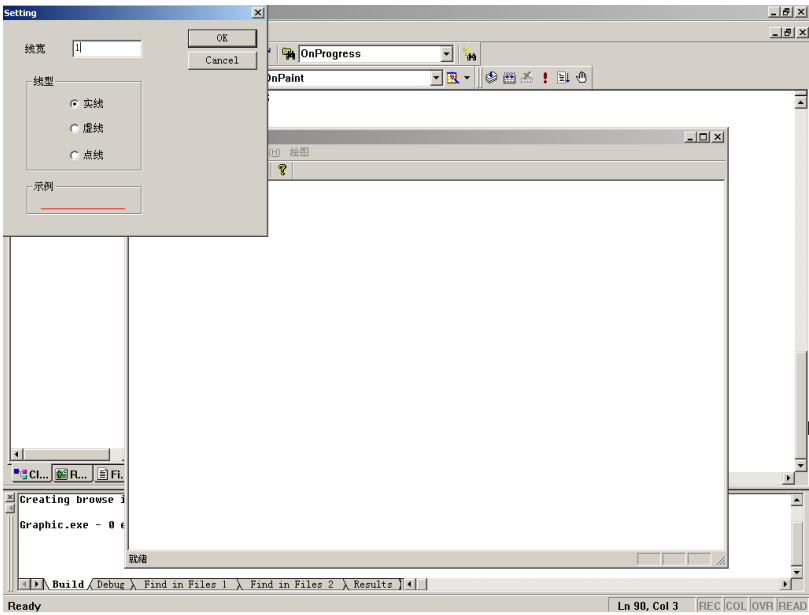 Setting
线宽 1
OK
Cancel
线型
实线
虚线
点线
示例
OnProgress
OnPaint
(H) 绘图
就绪
Cl...
R...
Fi.
Creating browse i
Graphic.exe - 0 e
Build
Debug
Find in Files 1
Find in Files 2
Results
Ready
Ln 90, Col 3
REC COL OVR READ